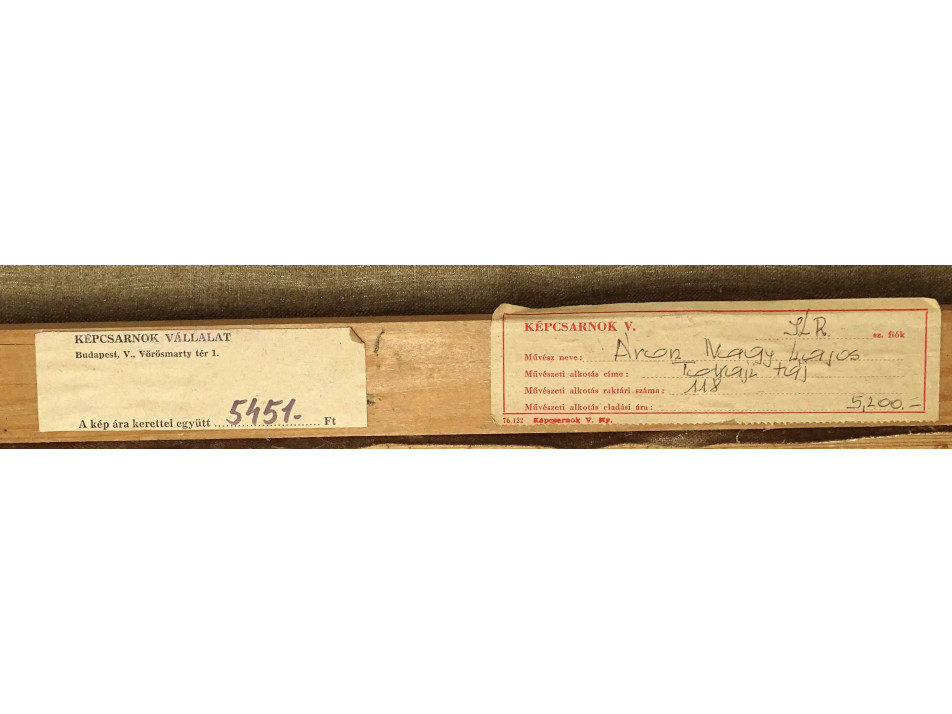 KÉPCSARNOK VÁLLALAT
Budapest, V., Vörösmarty tér 1.
A kép ára kerettel együtt 5451.- Ft
KÉPCSARNOK V.
SZR. sz. fiók
Művész neve: Áron Nagy Lajos
Művészeti alkotás címe: Tokaji táj
Művészeti alkotás raktári száma: 118
Művészeti alkotás eladási ára: 5,200.-
76.122 Képcsarnok V. Ny.